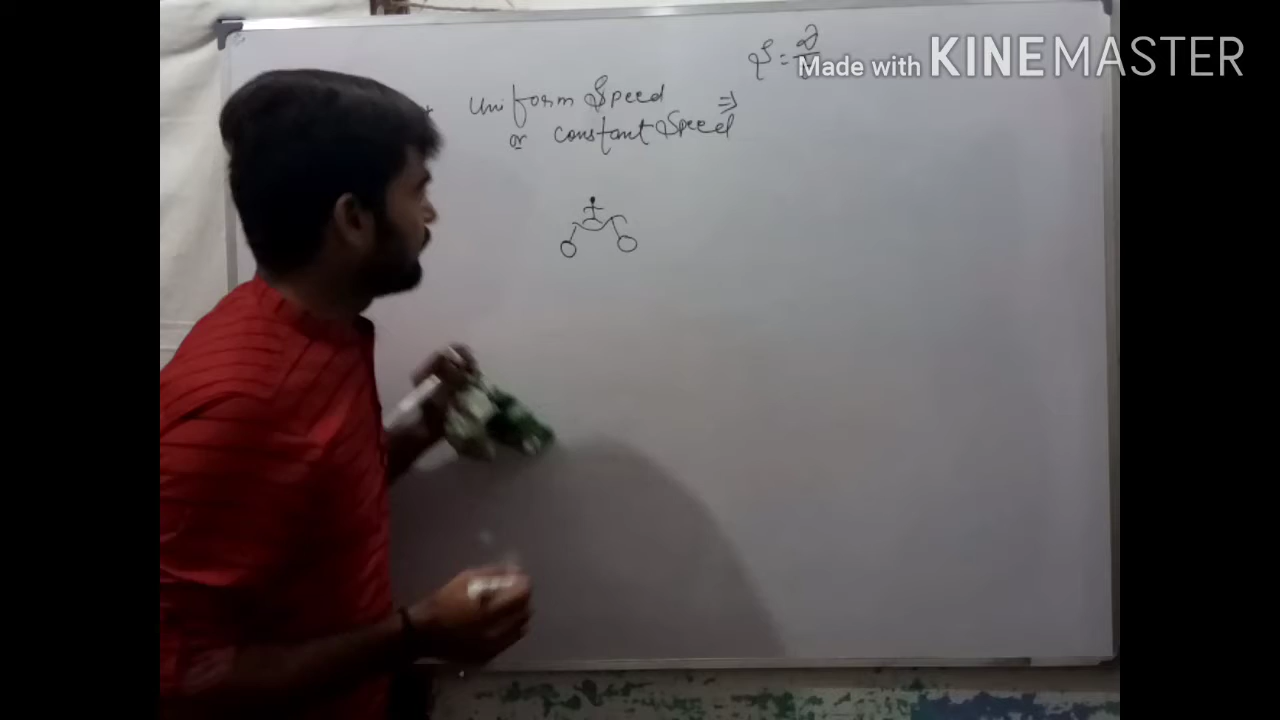 S = 
Made with KINEMASTER
* Uniform Speed ⇒
or constant Speed